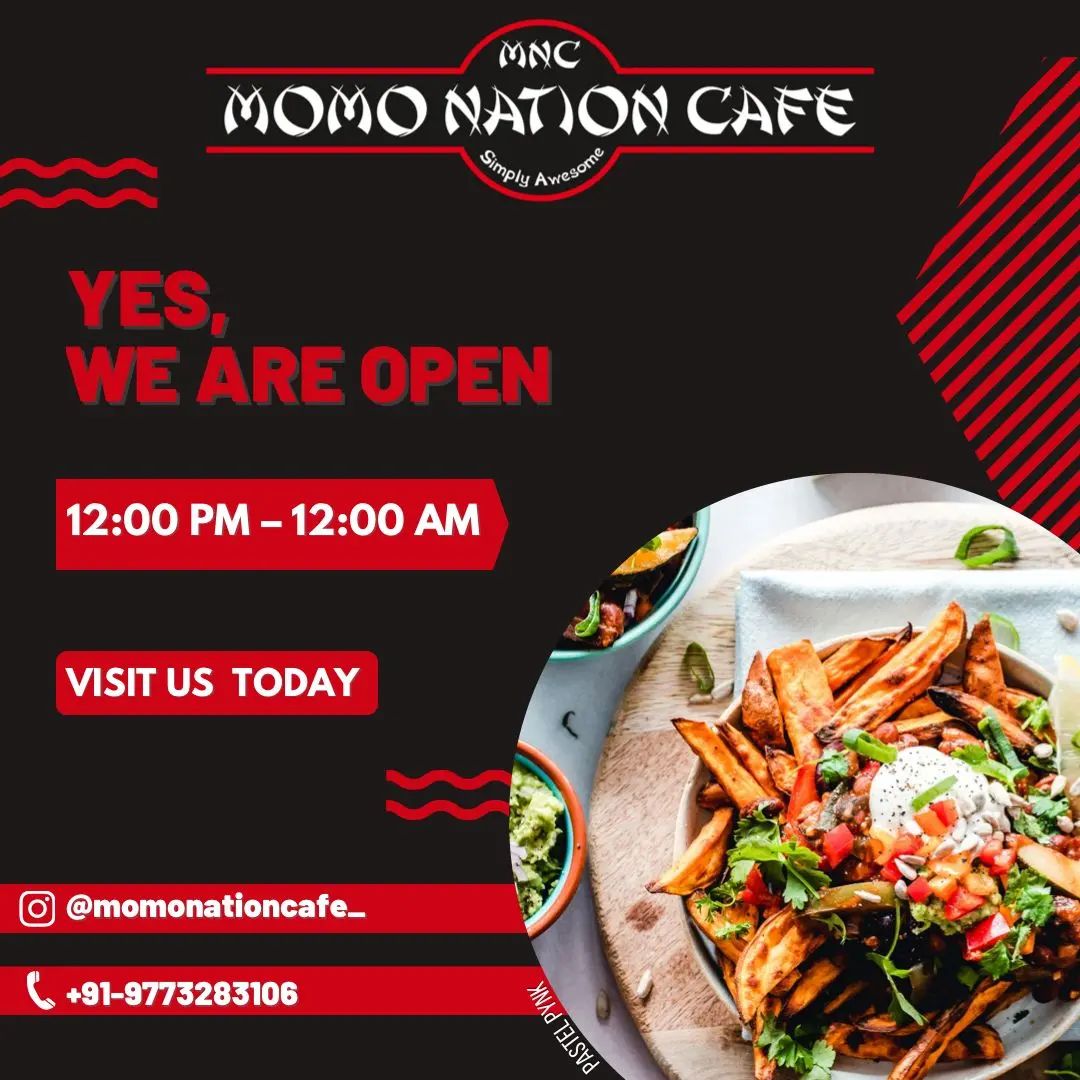 MNC
MOMO NATION CAFE
Simply Awesome
YES,
WE ARE OPEN
12:00 PM – 12:00 AM
VISIT US TODAY
@momonationcafe_
+91-9773283106
PASTEL PYNK